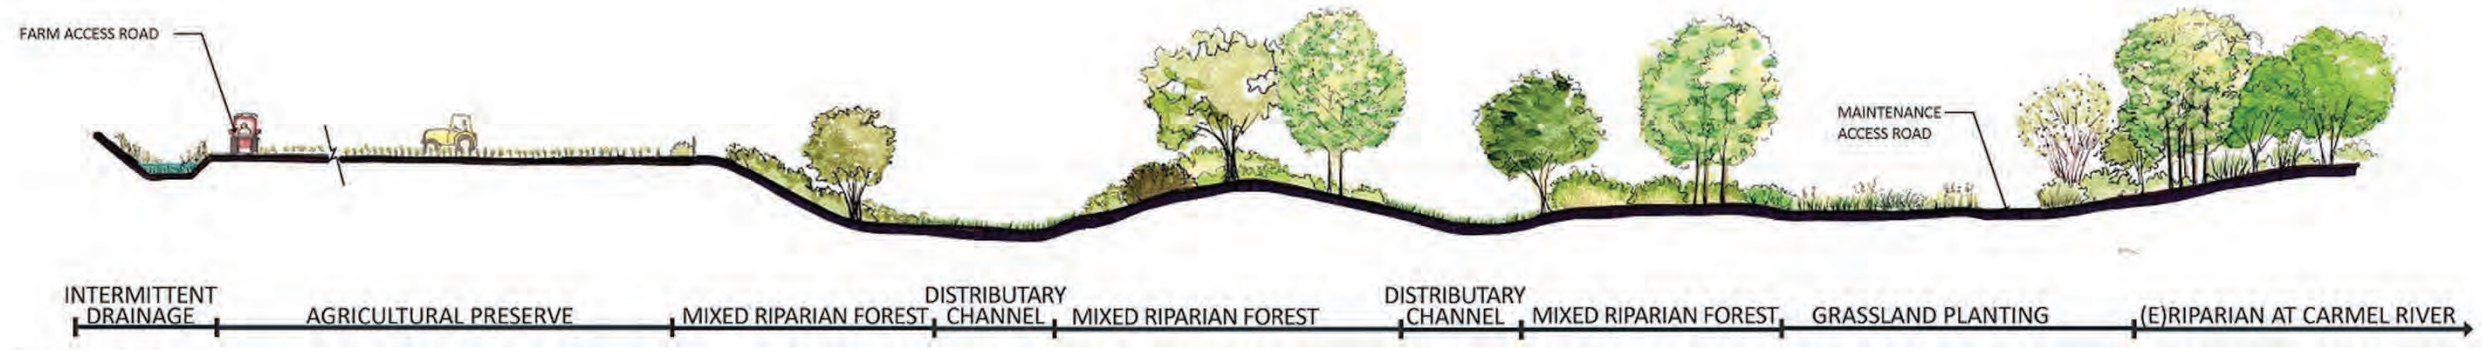 FARM ACCESS ROAD
MAINTENANCE
ACCESS ROAD
INTERMITTENT
DRAINAGE
AGRICULTURAL PRESERVE
MIXED RIPARIAN FOREST
DISTRIBUTARY
CHANNEL
MIXED RIPARIAN FOREST
DISTRIBUTARY
CHANNEL
MIXED RIPARIAN FOREST
GRASSLAND PLANTING
(E)RIPARIAN AT CARMEL RIVER